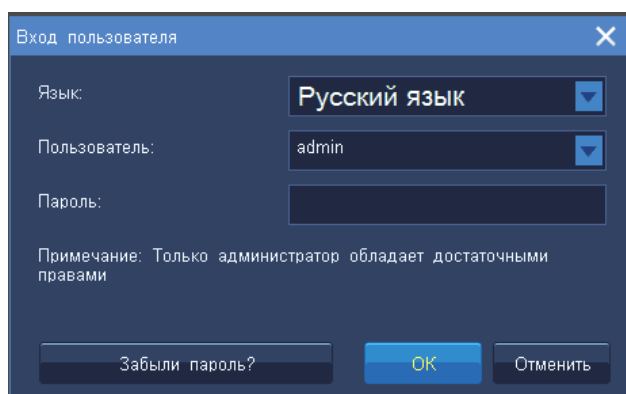 Вход пользователя
Язык: Русский язык
Пользователь: admin
Пароль:
Примечание: Только администратор обладает достаточными
правами
Забыли пароль? OK Отменить